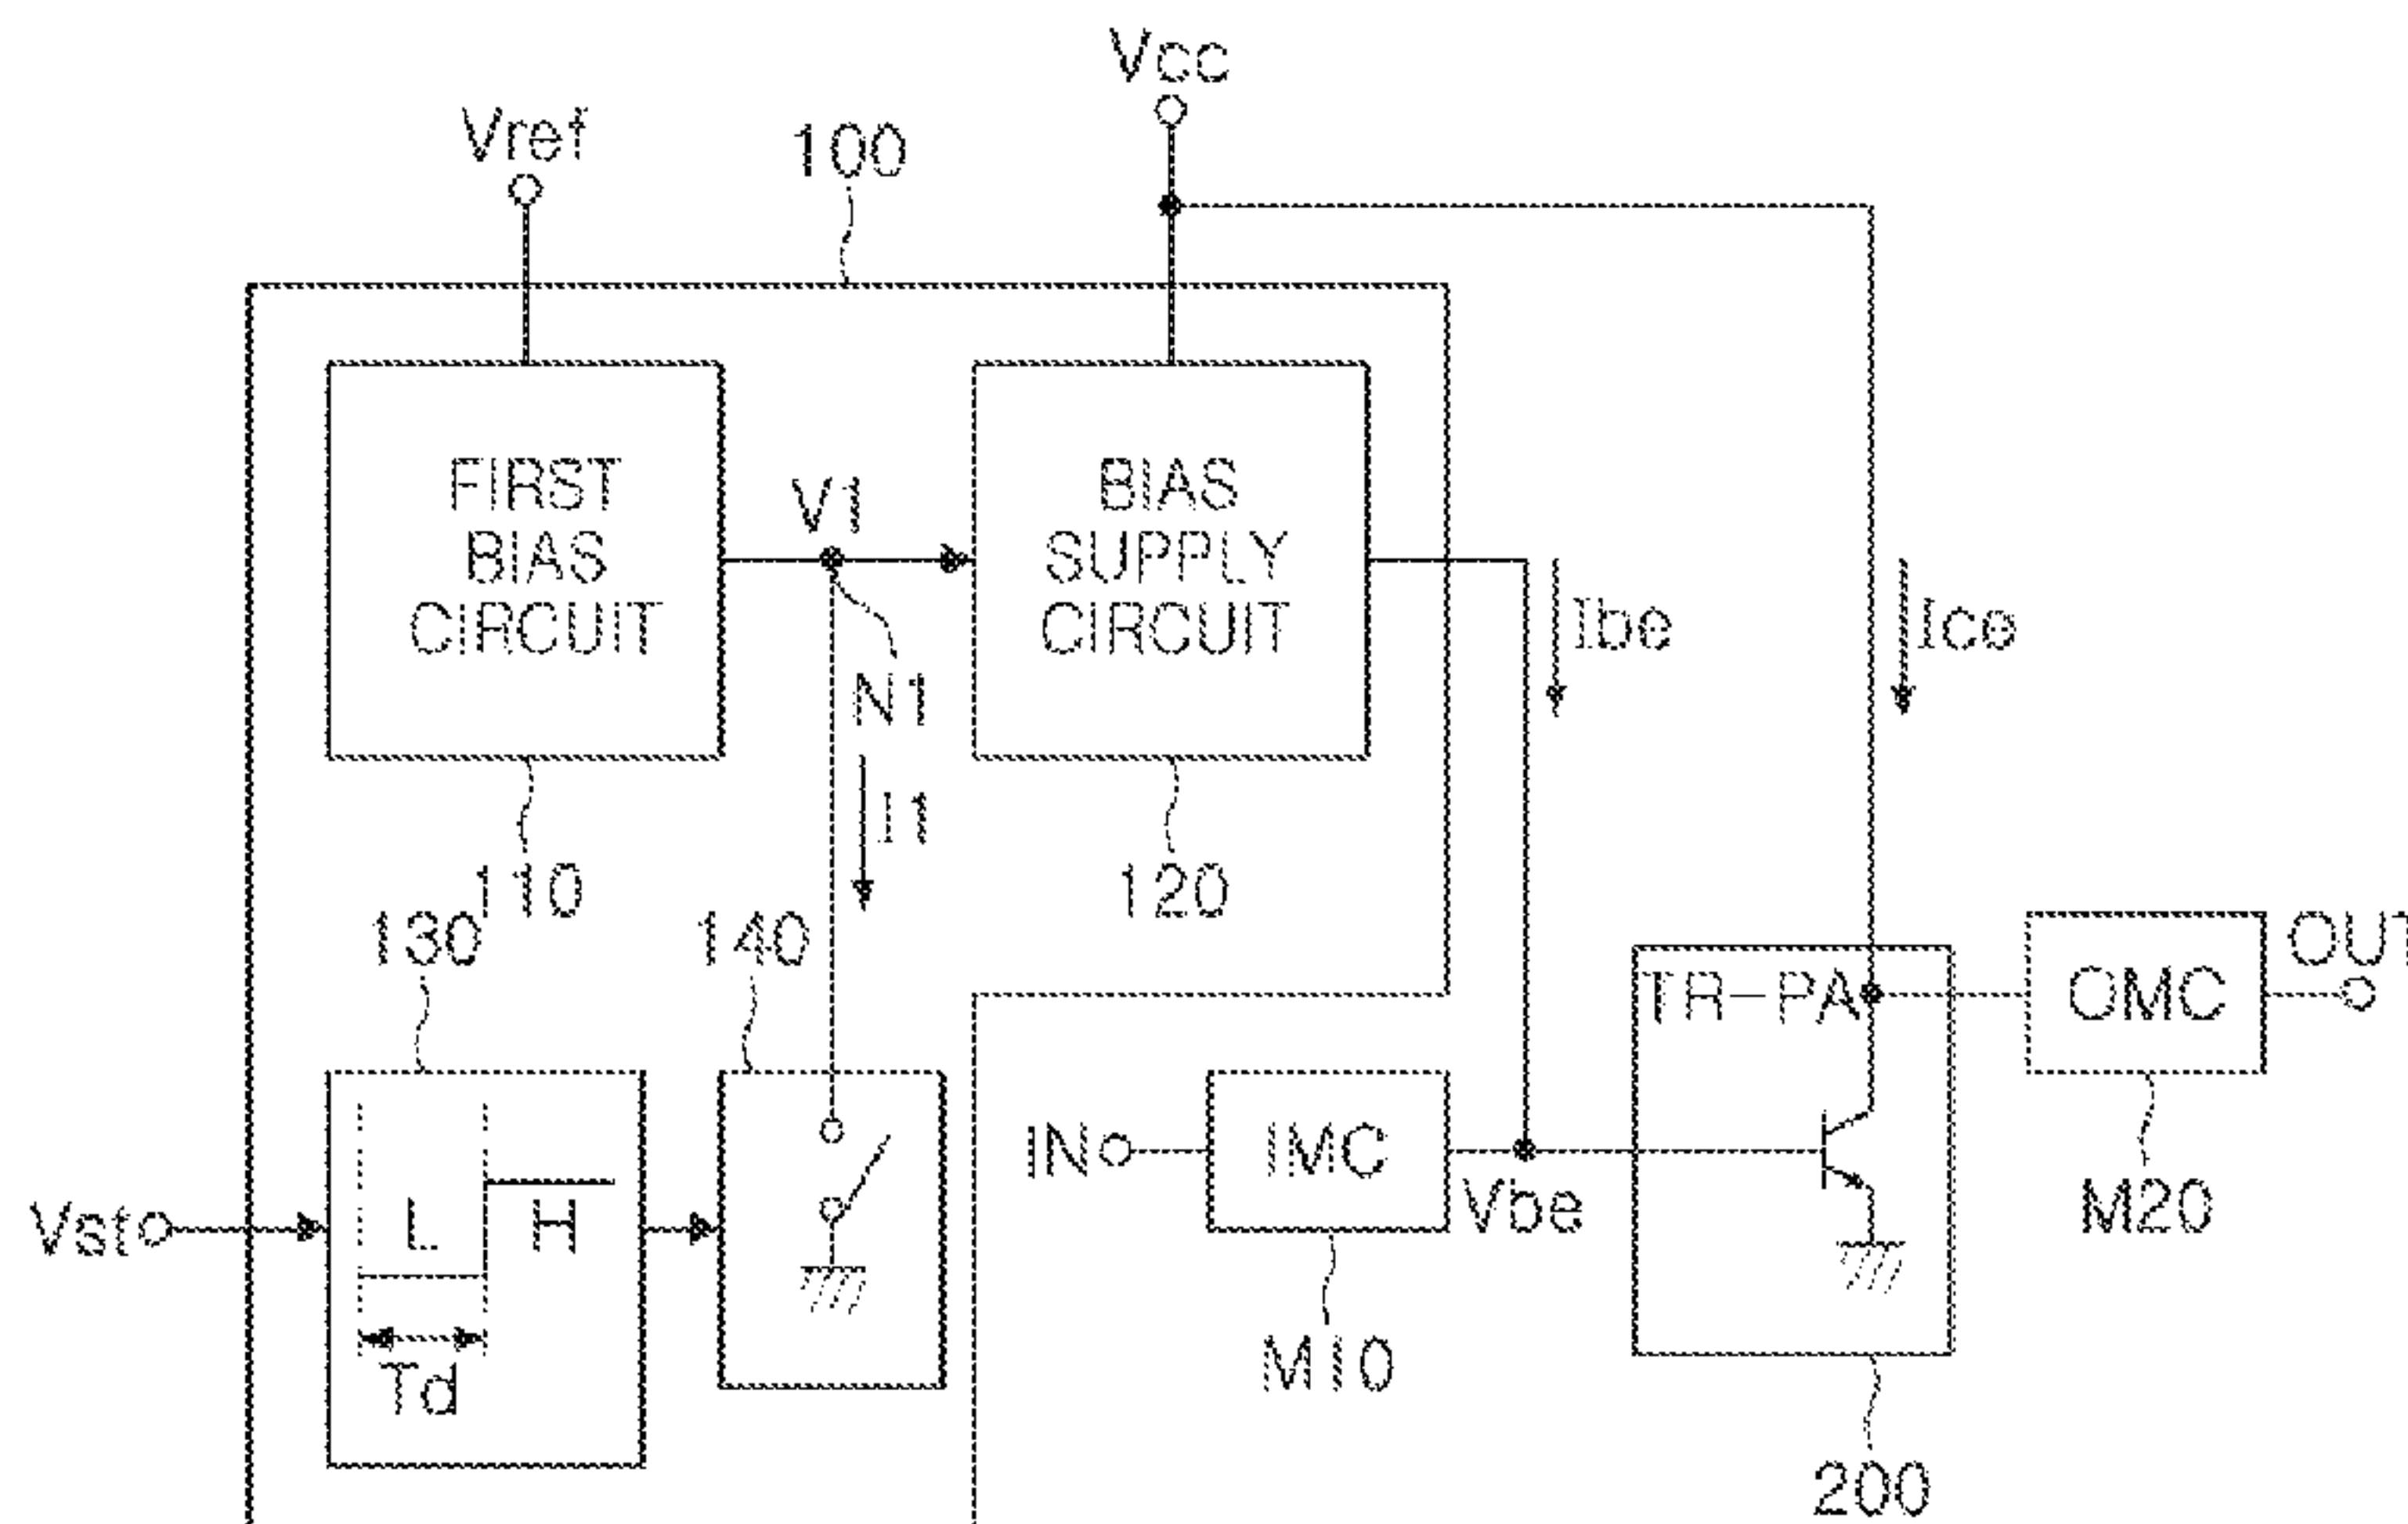 Vcc
Vref
100
FIRST
BIAS
CIRCUIT
V1
BIAS
SUPPLY
CIRCUIT
Ibe
Ice
N1
I1
110
120
130
140
TR-PA
OMC
OUT
IN
IMC
Vbe
M20
Vst
L
H
Td
M10
200